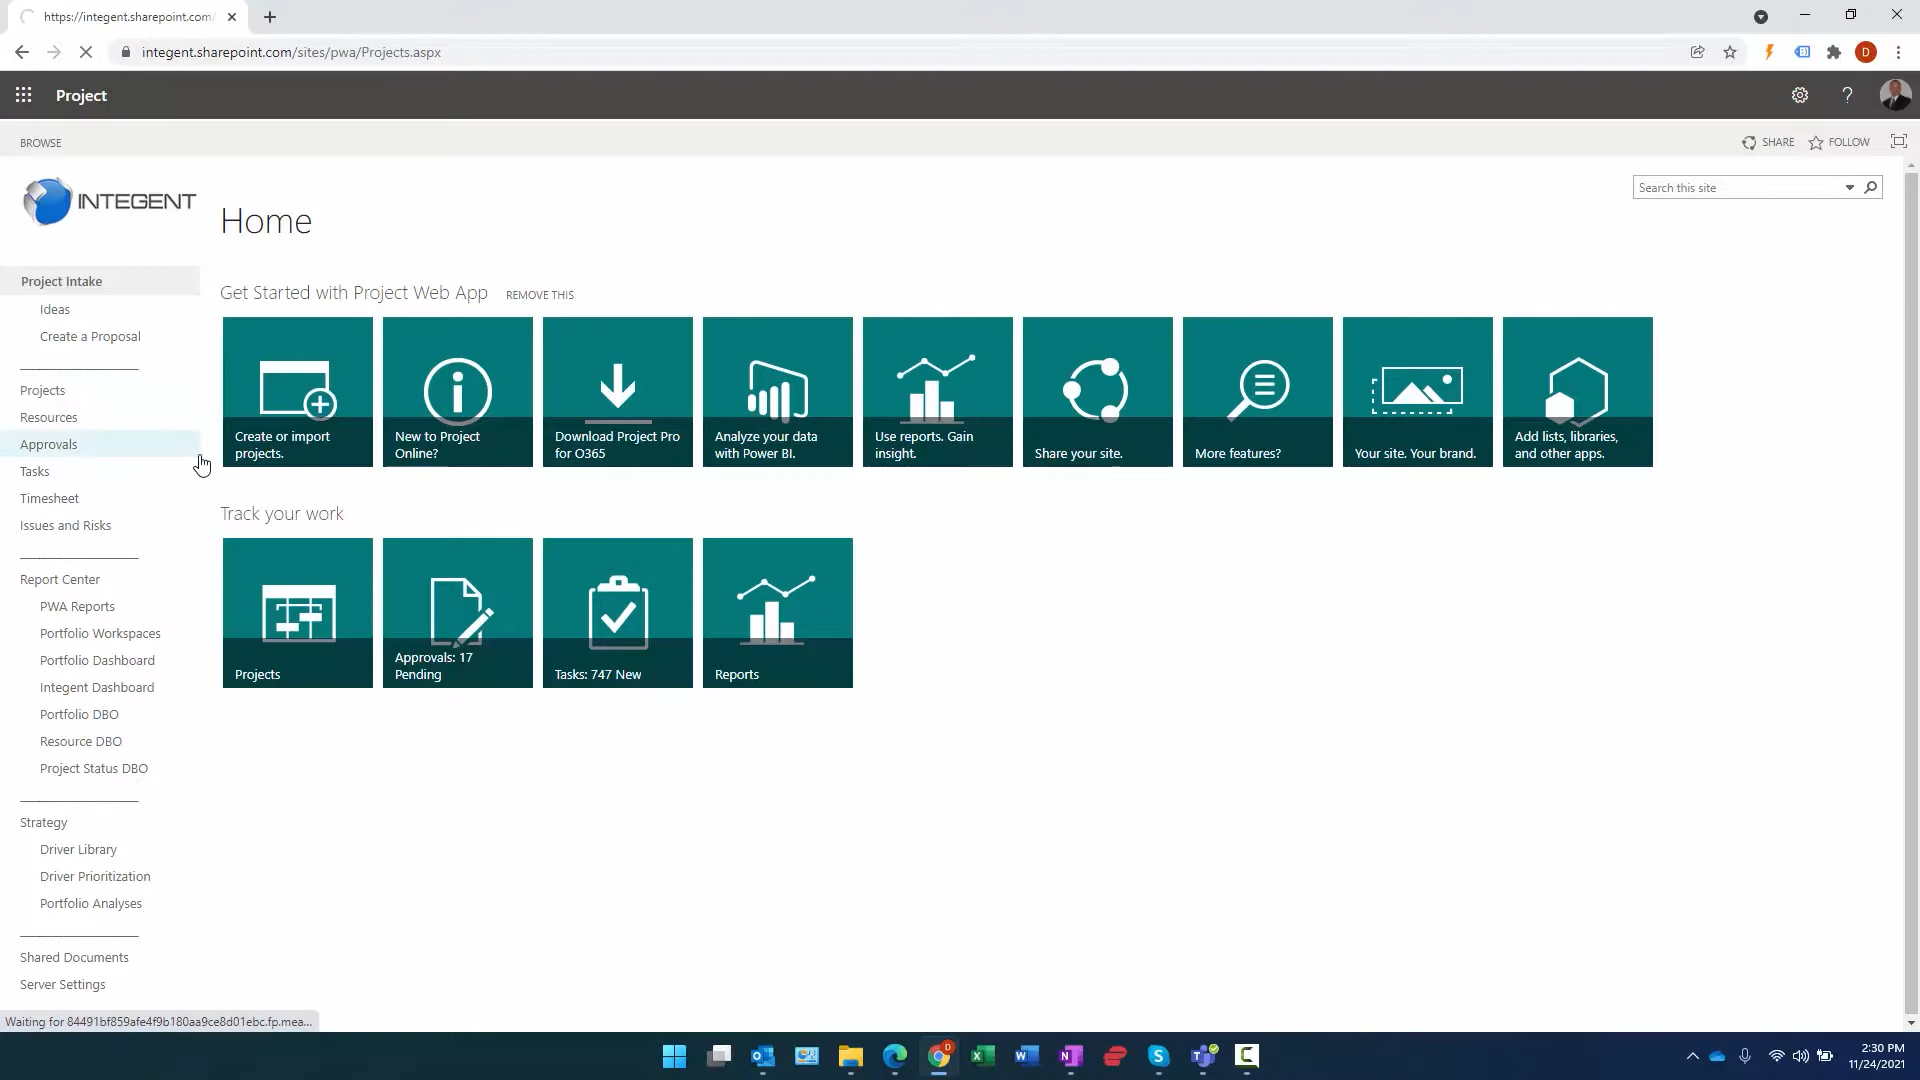 https://integent.sharepoint.com/
integent.sharepoint.com/sites/pwa/Projects.aspx
D
Project
?
BROWSE
SHARE
FOLLOW
INTEGENT
Home
Search this site
Project Intake
Ideas
Create a Proposal
Projects
Resources
Approvals
Tasks
Timesheet
Issues and Risks
Report Center
PWA Reports
Portfolio Workspaces
Portfolio Dashboard
Integent Dashboard
Portfolio DBO
Resource DBO
Project Status DBO
Strategy
Driver Library
Driver Prioritization
Portfolio Analyses
Shared Documents
Server Settings
Get Started with Project Web App
REMOVE THIS
Create or import
projects.
New to Project
Online?
Download Project Pro
for O365
Analyze your data
with Power BI.
Use reports. Gain
insight.
Share your site.
More features?
Your site. Your brand.
Add lists, libraries,
and other apps.
Track your work
Projects
Approvals: 17
Pending
Tasks: 747 New
Reports
Waiting for 84491bf859afe4f9b180aa9ce8d01ebc.fp.mea...
2:30 PM
11/24/2021